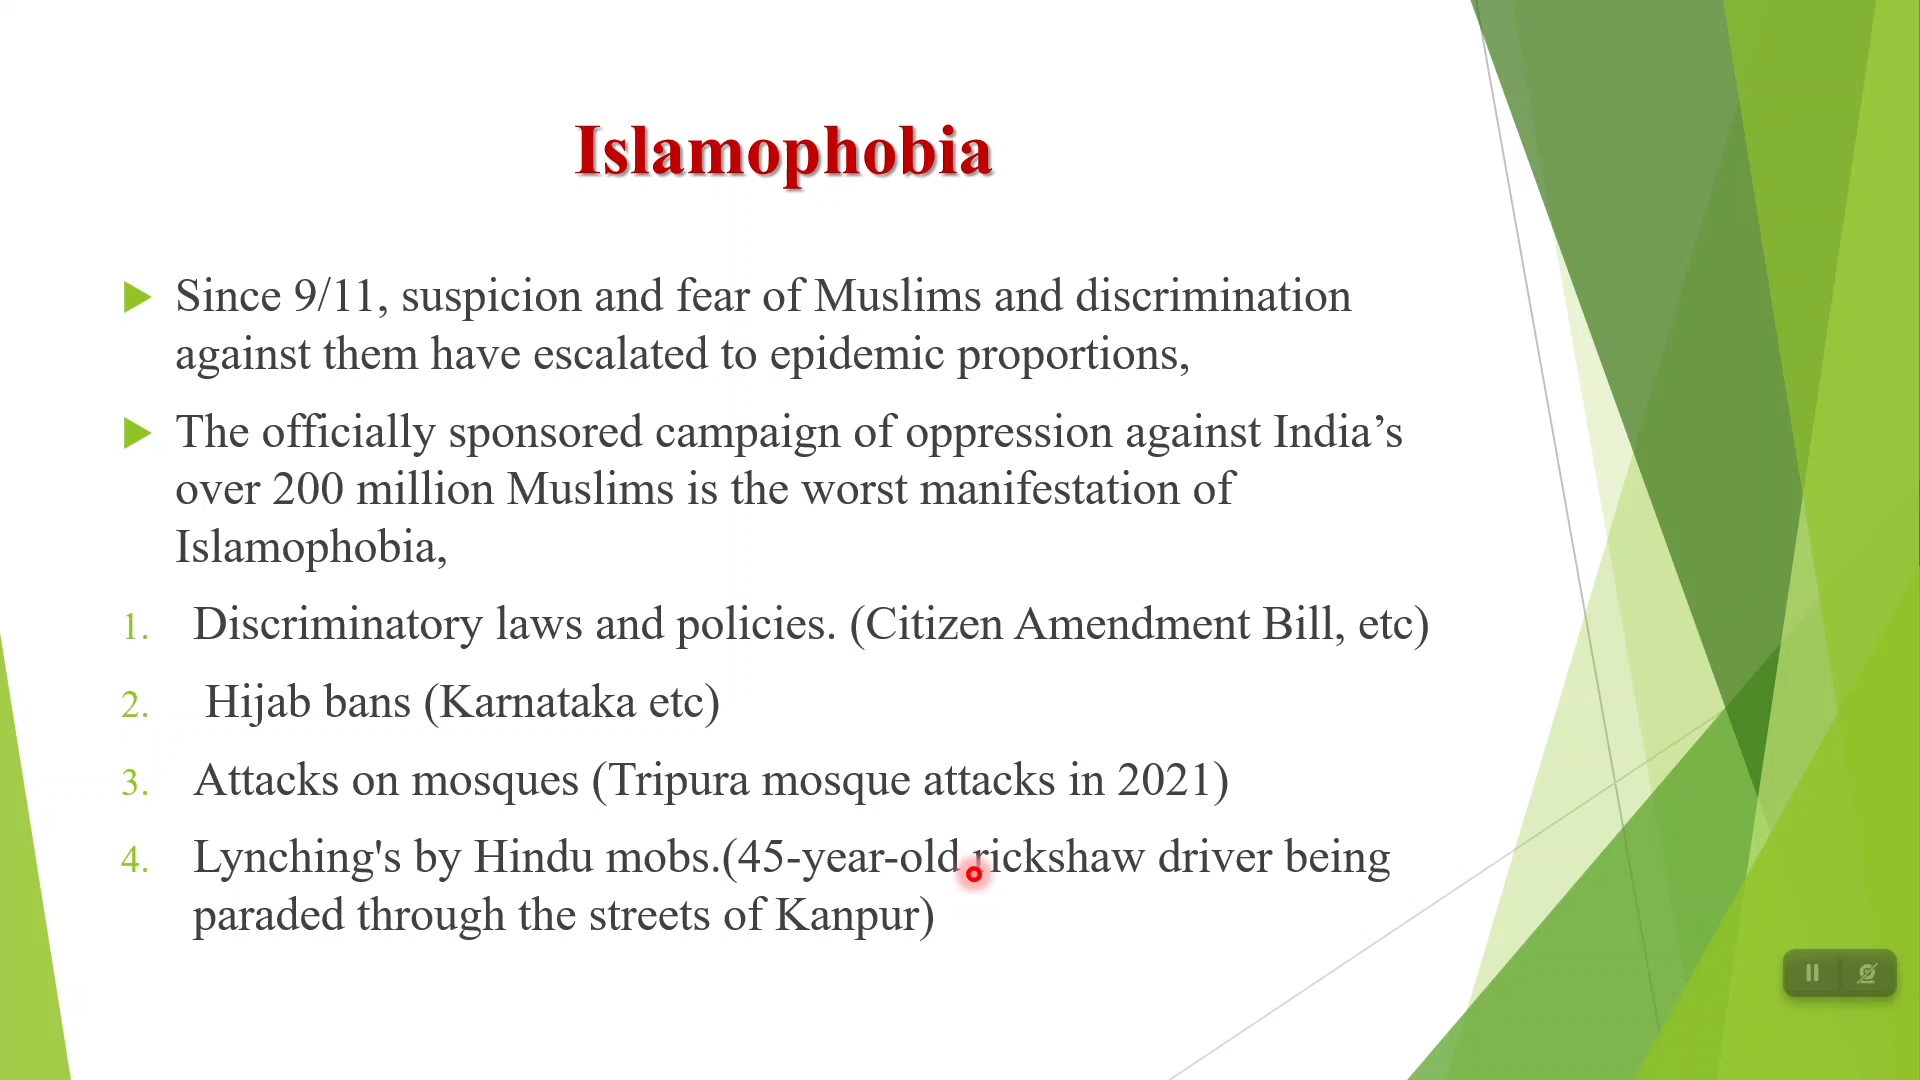 Islamophobia
Since 9/11, suspicion and fear of Muslims and discrimination
against them have escalated to epidemic proportions,
The officially sponsored campaign of oppression against India’s
over 200 million Muslims is the worst manifestation of
Islamophobia,
1. Discriminatory laws and policies. (Citizen Amendment Bill, etc)
2. Hijab bans (Karnataka etc)
3. Attacks on mosques (Tripura mosque attacks in 2021)
4. Lynching's by Hindu mobs.(45-year-old rickshaw driver being
paraded through the streets of Kanpur)